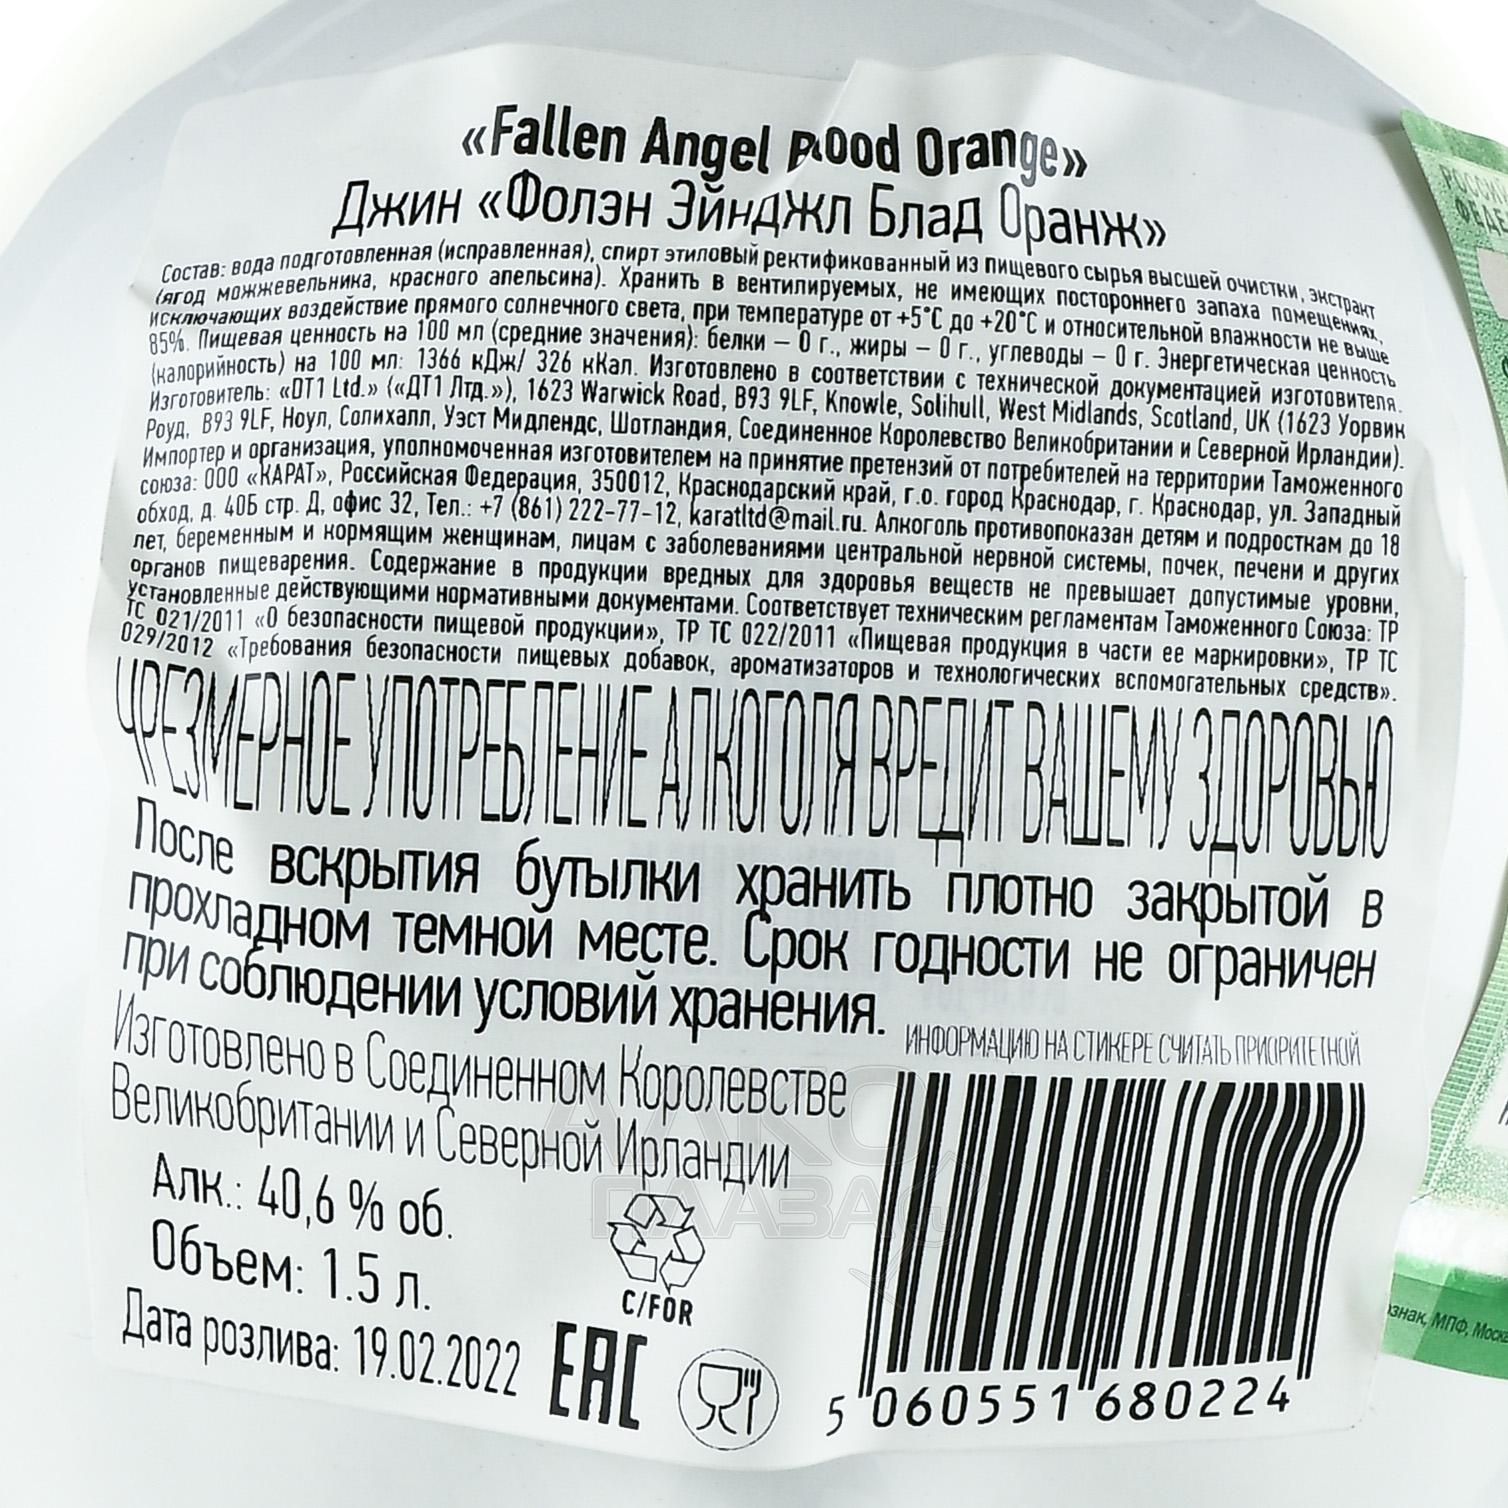 «Fallen Angel Blood Orange»
Джин «Фолэн Эйнджл Блад Оранж»
Состав: вода подготовленная (исправленная), спирт этиловый ректификованный из пищевого сырья высшей очистки, экстракт
(ягод можжевельника, красного апельсина). Хранить в вентилируемых, не имеющих постороннего запаха помещениях,
исключающих воздействие прямого солнечного света, при температуре от +5°C до +20°C и относительной влажности не выше
85%. Пищевая ценность на 100 мл (средние значения): белки – 0 г., жиры – 0 г., углеводы – 0 г. Энергетическая ценность
(калорийность) на 100 мл: 1366 кДж/ 326 кКал. Изготовлено в соответствии с технической документацией изготовителя.
Изготовитель: «DT1 Ltd.» («ДТ1 Лтд.»), 1623 Warwick Road, B93 9LF, Knowle, Solihull, West Midlands, Scotland, UK (1623 Уорвик
Роуд, B93 9LF, Ноул, Солихалл, Уэст Мидлендс, Шотландия, Соединенное Королевство Великобритании и Северной Ирландии).
Импортер и организация, уполномоченная изготовителем на принятие претензий от потребителей на территории Таможенного
союза: ООО «КАРАТ», Российская Федерация, 350012, Краснодарский край, г.о. город Краснодар, г. Краснодар, ул. Западный
обход, д. 40Б стр. Д, офис 32, Тел.: +7 (861) 222-77-12, karatltd@mail.ru. Алкоголь противопоказан детям и подросткам до 18
лет, беременным и кормящим женщинам, лицам с заболеваниями центральной нервной системы, почек, печени и других
органов пищеварения. Содержание в продукции вредных для здоровья веществ не превышает допустимые уровни,
установленные действующими нормативными документами. Соответствует техническим регламентам Таможенного Союза: ТР
ТС 021/2011 «О безопасности пищевой продукции», ТР ТС 022/2011 «Пищевая продукция в части ее маркировки», ТР ТС
029/2012 «Требования безопасности пищевых добавок, ароматизаторов и технологических вспомогательных средств».
ЧРЕЗМЕРНОЕ УПОТРЕБЛЕНИЕ АЛКОГОЛЯ ВРЕДИТ ВАШЕМУ ЗДОРОВЬЮ
После вскрытия бутылки хранить плотно закрытой в
прохладном темной месте. Срок годности не ограничен
при соблюдении условий хранения.
ИНФОРМАЦИЮ НА СТИКЕРЕ СЧИТАТЬ ПРИОРИТЕТНОЙ
Изготовлено в Соединенном Королевстве
Великобритании и Северной Ирландии
Алк.: 40,6 % об.
Объем: 1.5 л.
Дата розлива: 19.02.2022
C/FOR
EAC
5 060551 680224
АЛКО
ПЛАЗА
МПФ,